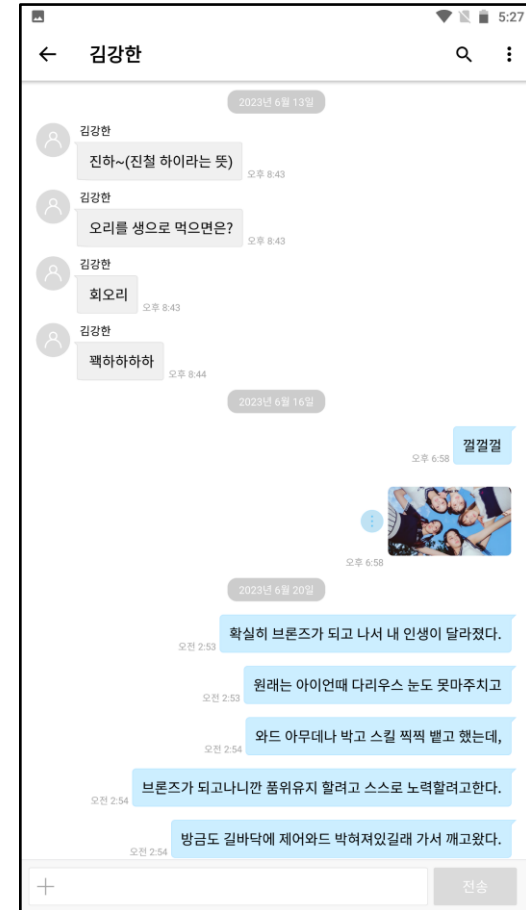 5:27
김강한
2023년 6월 13일
김강한
진하~(진철 하이라는 뜻)
오후 8:43
김강한
오리를 생으로 먹으면은?
오후 8:43
김강한
회오리
오후 8:43
김강한
꽥하하하하
오후 8:44
2023년 6월 16일
껄껄껄
오후 6:58
오후 6:58
2023년 6월 20일
확실히 브론즈가 되고 나서 내 인생이 달라졌다.
오전 2:53
원래는 아이언때 다리우스 눈도 못마주치고
오전 2:53
와드 아무데나 박고 스킬 찍찍 뱉고 했는데,
오전 2:54
브론즈가 되고나니깐 품위유지 할려고 스스로 노력할려고한다.
오전 2:54
방금도 길바닥에 제어와드 박혀져있길래 가서 깨고왔다.
오전 2:54
전송